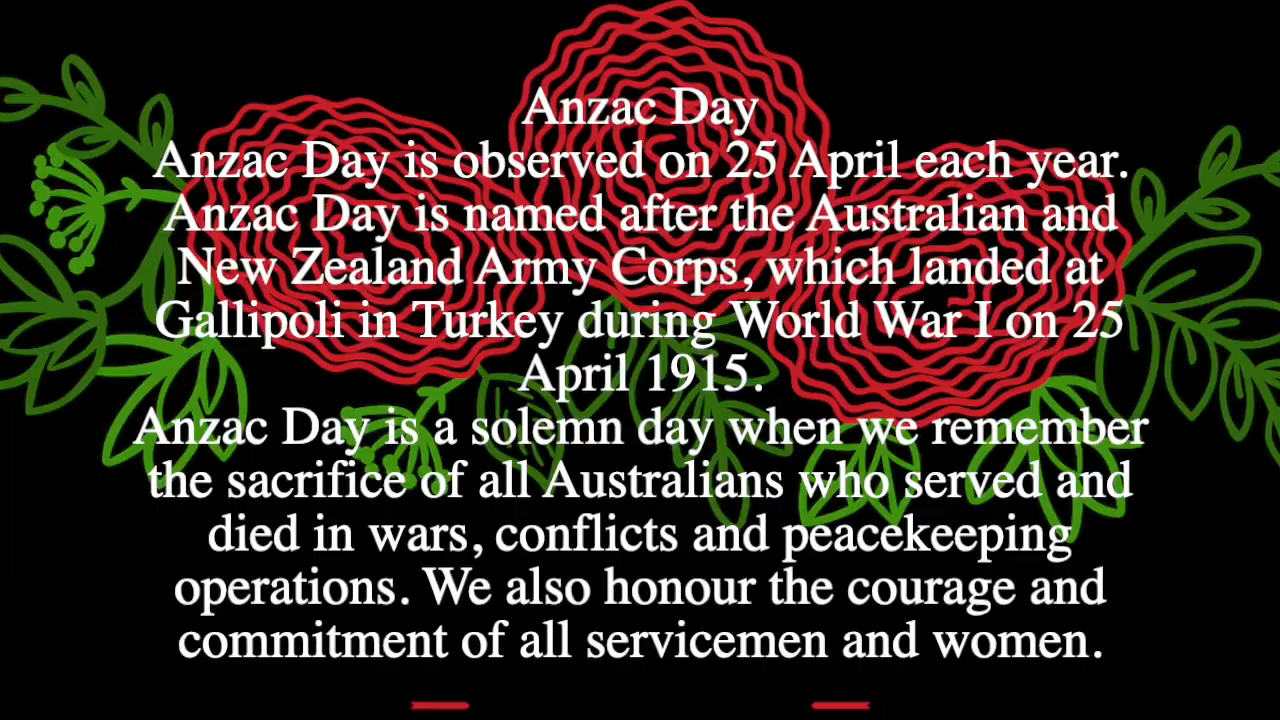 Anzac Day
Anzac Day is observed on 25 April each year.
Anzac Day is named after the Australian and
New Zealand Army Corps, which landed at
Gallipoli in Turkey during World War I on 25
April 1915.
Anzac Day is a solemn day when we remember
the sacrifice of all Australians who served and
died in wars, conflicts and peacekeeping
operations. We also honour the courage and
commitment of all servicemen and women.